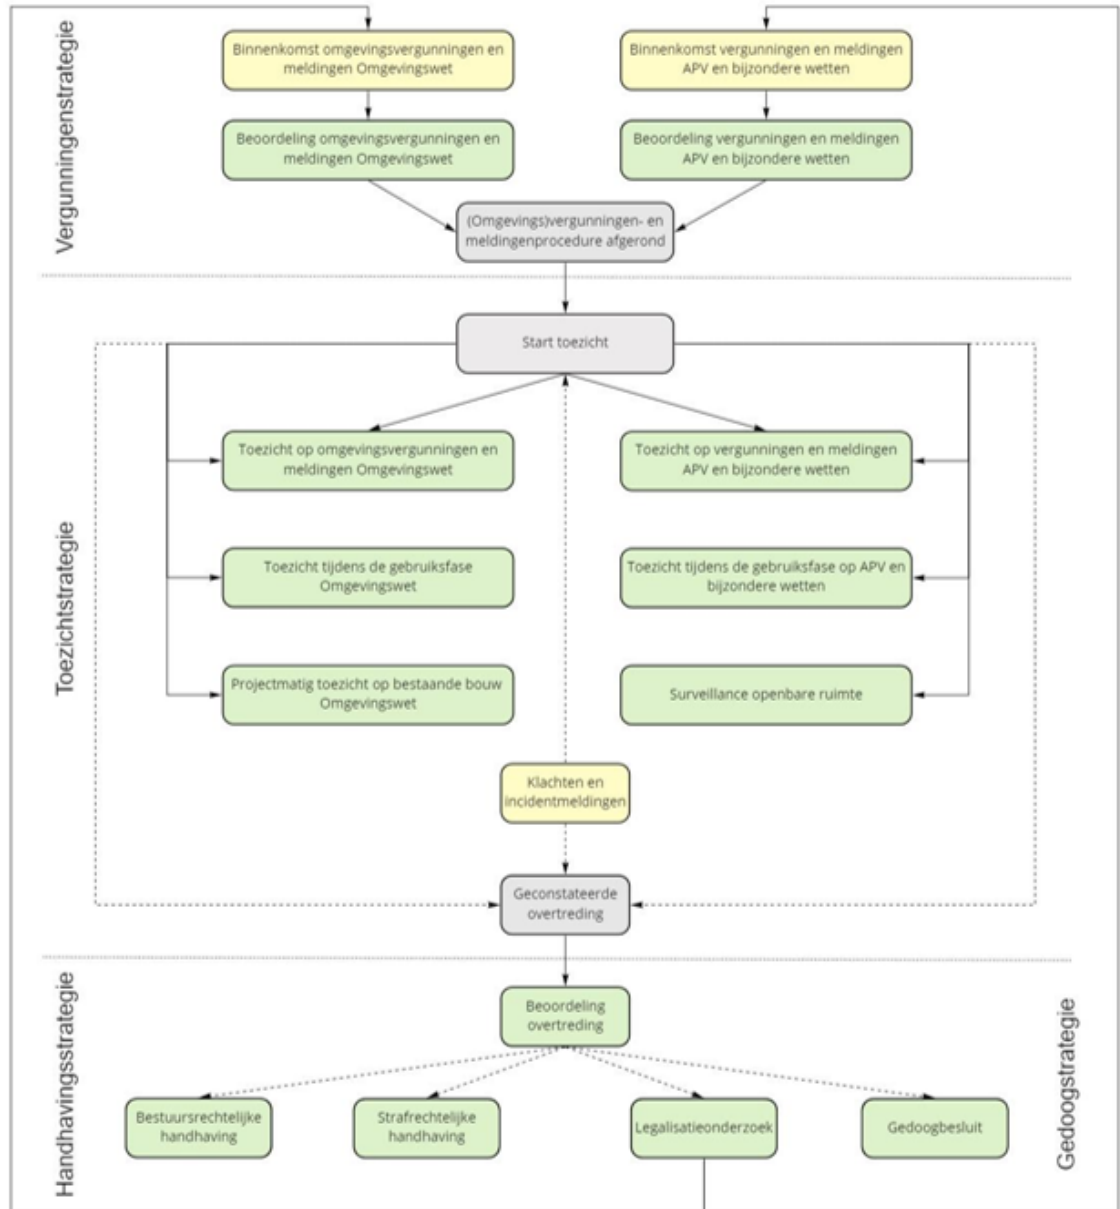 Vergunningenstrategie
Binnenkomst omgevingsvergunningen en
meldingen Omgevingswet
Binnenkomst vergunningen en meldingen
APV en bijzondere wetten
Beoordeling omgevingsvergunningen en
meldingen Omgevingswet
Beoordeling vergunningen en meldingen
APV en bijzondere wetten
(Omgevings)vergunningen- en
meldingenprocedure afgerond
Toezichtstrategie
Start toezicht
Toezicht op omgevingsvergunningen en
meldingen Omgevingswet
Toezicht op vergunningen en meldingen
APV en bijzondere wetten
Toezicht tijdens de gebruiksfase
Omgevingswet
Toezicht tijdens de gebruiksfase op APV en
bijzondere wetten
Projectmatig toezicht op bestaande bouw
Omgevingswet
Surveillance openbare ruimte
Klachten en
incidentmeldingen
Geconstateerde
overtreding
Handhavingsstrategie
Beoordeling
overtreding
Gedoogstrategie
Bestuursrechtelijke
handhaving
Strafrechtelijke
handhaving
Legalisatieonderzoek
Gedoogbesluit